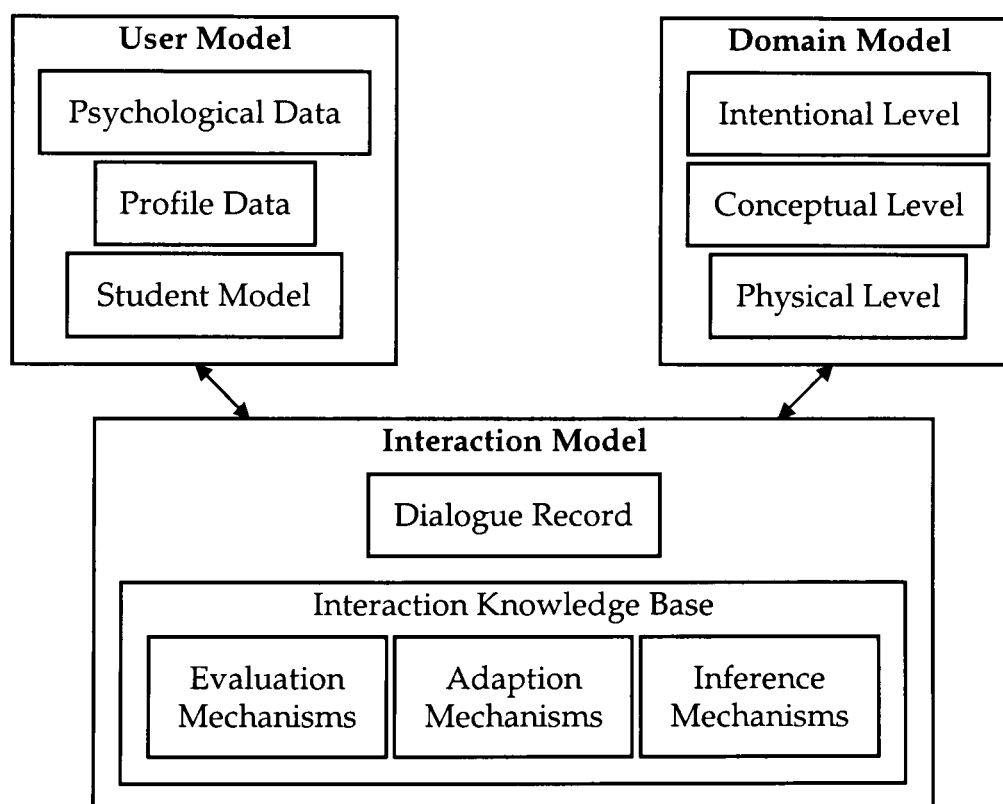 User Model
Psychological Data
Profile Data
Student Model
Domain Model
Intentional Level
Conceptual Level
Physical Level
Interaction Model
Dialogue Record
Interaction Knowledge Base
Evaluation
Mechanisms
Adaption
Mechanisms
Inference
Mechanisms